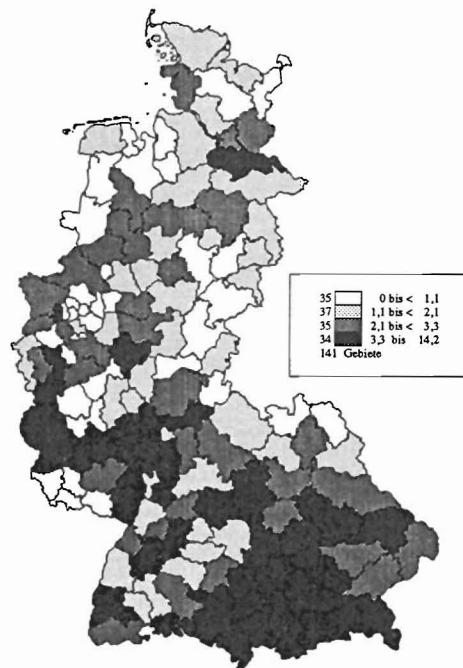 35 0 bis < 1,1
37 1,1 bis < 2,1
35 2,1 bis < 3,3
34 3,3 bis 14,2
141 Gebiete